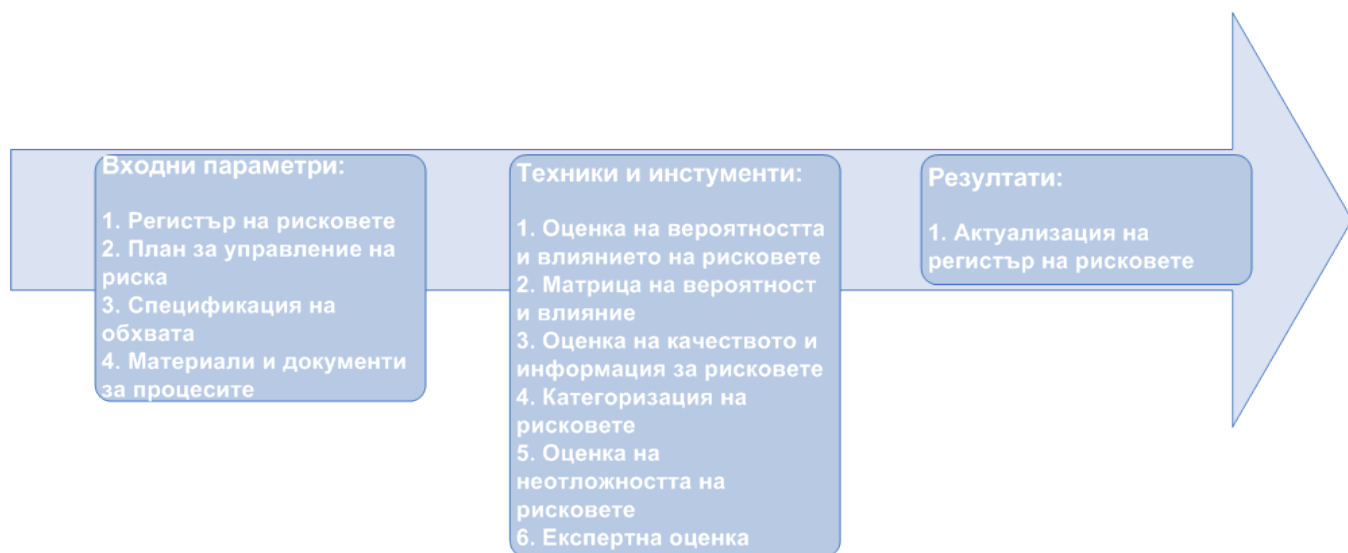 Входни параметри:
1. Регистър на рисковете
2. План за управление на
риска
3. Спецификация на
обхвата
4. Материали и документи
за процесите
Техники и инстументи:
1. Оценка на вероятността
и влиянието на рисковете
2. Матрица на вероятност
и влияние
3. Оценка на качеството и
информация за рисковете
4. Категоризация на
рисковете
5. Оценка на
неотложността на
рисковете
6. Експертна оценка
Резултати:
1. Актуализация на
регистър на рисковете